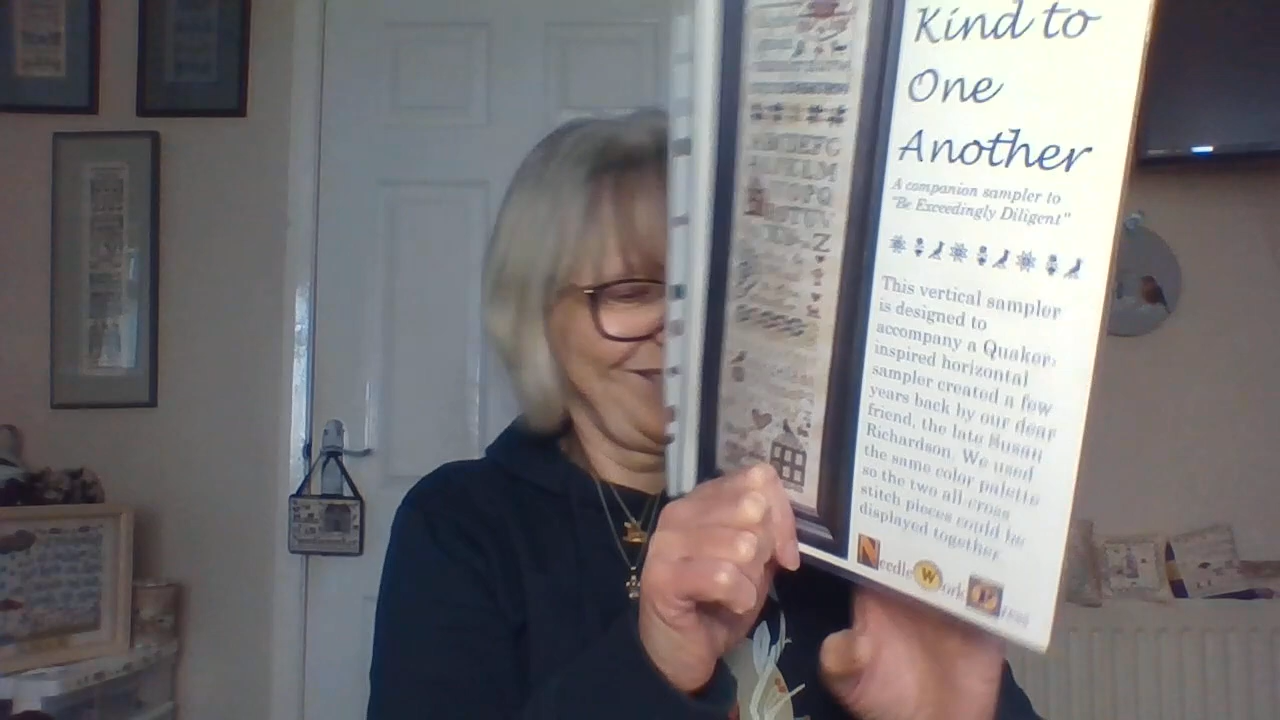 Kind to
One
Another
A companion sampler to
"Be Exceedingly Diligent"
This vertical sampler
is designed to
accompany a Quaker-
inspired horizontal
sampler created a few
years back by our dear
friend, the late Susan
Richardson. We used
the same color palette
so the two all cross
stitch pieces could be
displayed together.
NeedleWorkPress